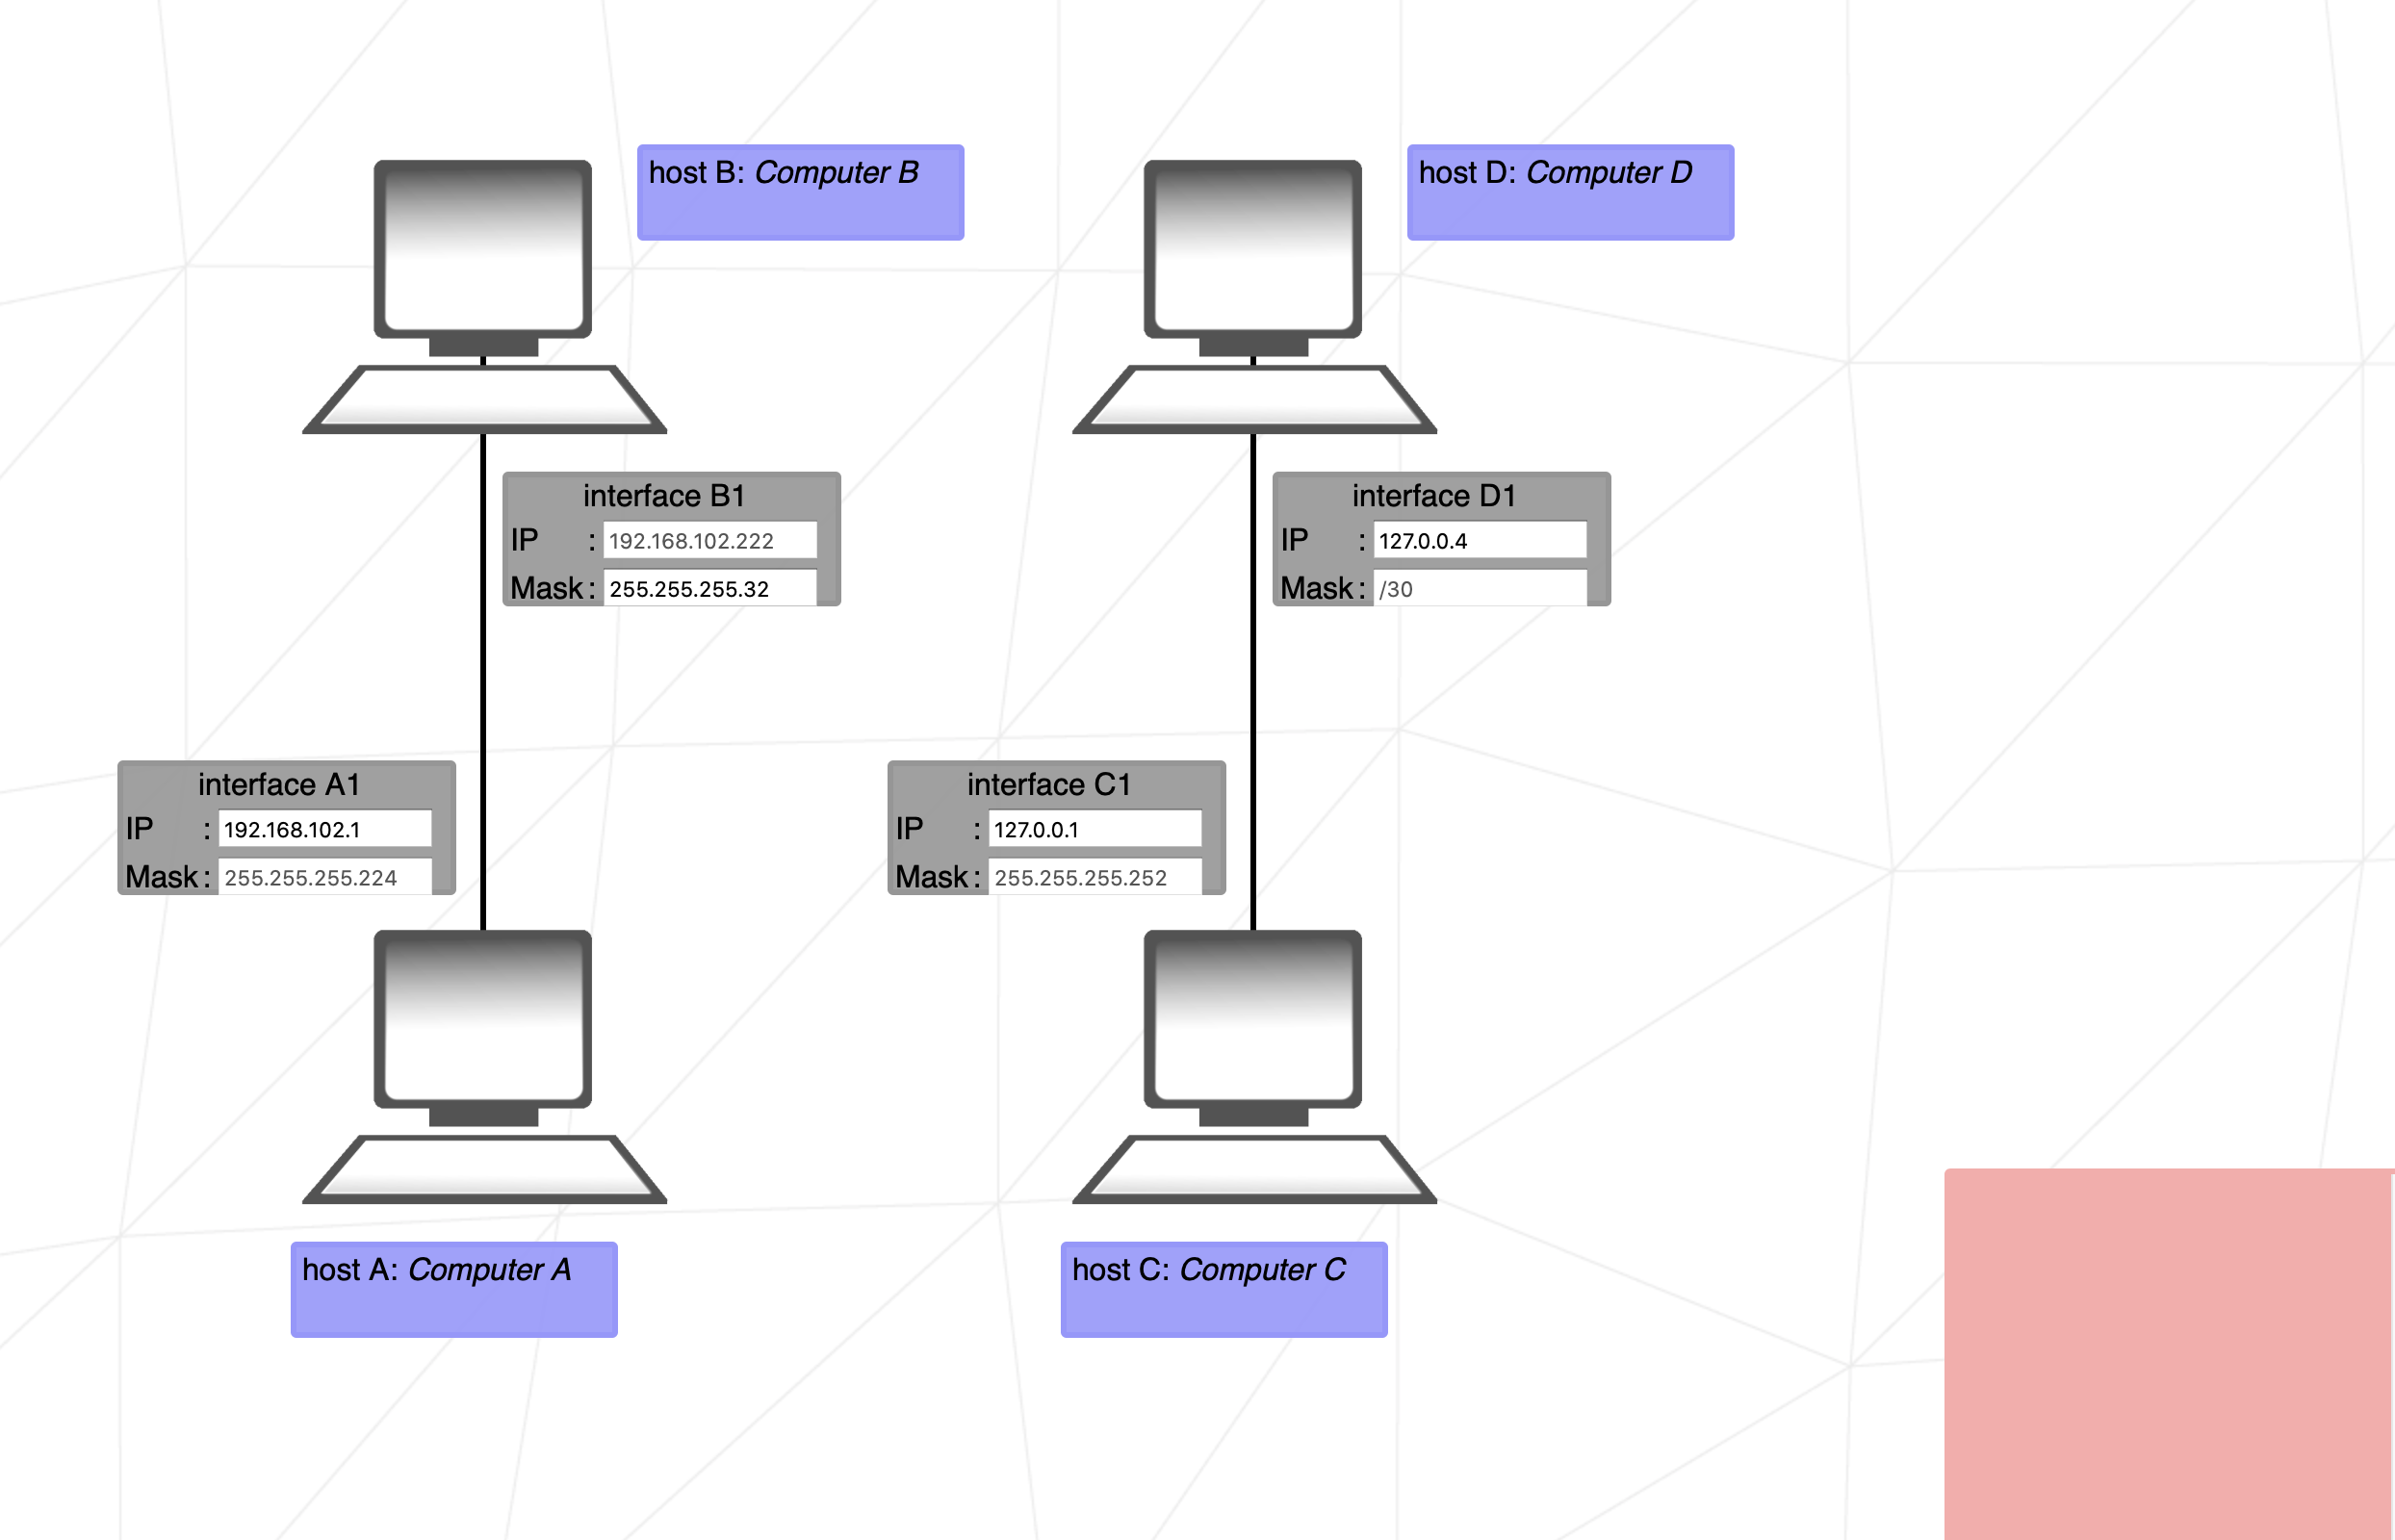 host B: Computer B
host D: Computer D
interface B1
IP : 192.168.102.222
Mask : 255.255.255.32
interface D1
IP : 127.0.0.4
Mask : /30
interface A1
IP : 192.168.102.1
Mask : 255.255.255.224
interface C1
IP : 127.0.0.1
Mask : 255.255.255.252
host A: Computer A
host C: Computer C